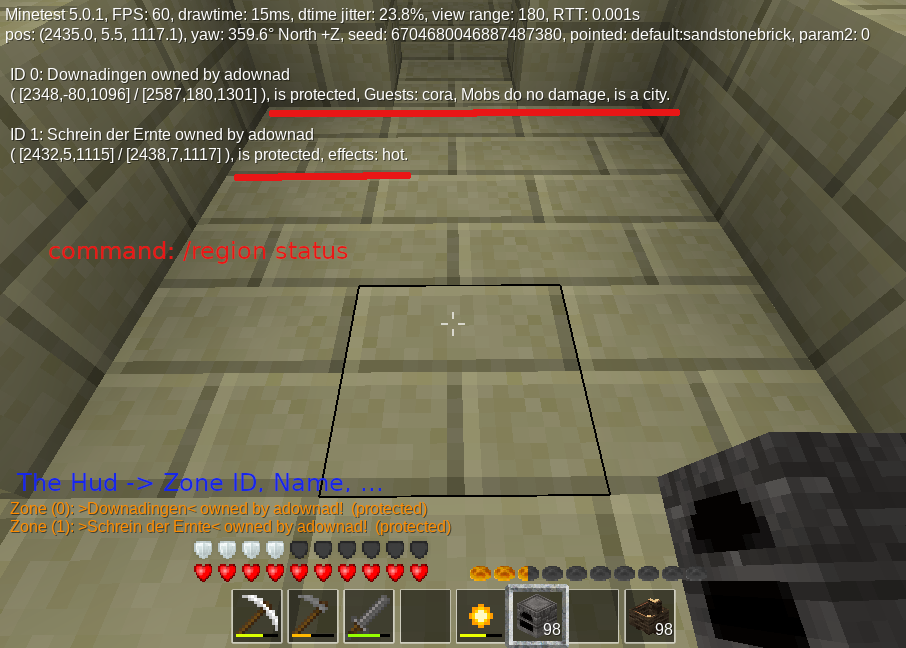 Minetest 5.0.1, FPS: 60, drawtime: 15ms, dtime jitter: 23.8%, view range: 180, RTT: 0.001s
pos: (2435.0, 5.5, 1117.1), yaw: 359.6° North +Z, seed: 6704680046887487380, pointed: default:sandstonebrick, param2: 0
ID 0: Downadingen owned by adownad
( [2348,-80,1096] / [2587,180,1301] ), is protected, Guests: cora, Mobs do no damage, is a city.
ID 1: Schrein der Ernte owned by adownad
( [2432,5,1115] / [2438,7,1117] ), is protected, effects: hot.
command: /region status
The Hud -> Zone ID, Name, ...
Zone (0): >Downadingen< owned by adownad! (protected)
Zone (1): >Schrein der Ernte< owned by adownad! (protected)
98
98